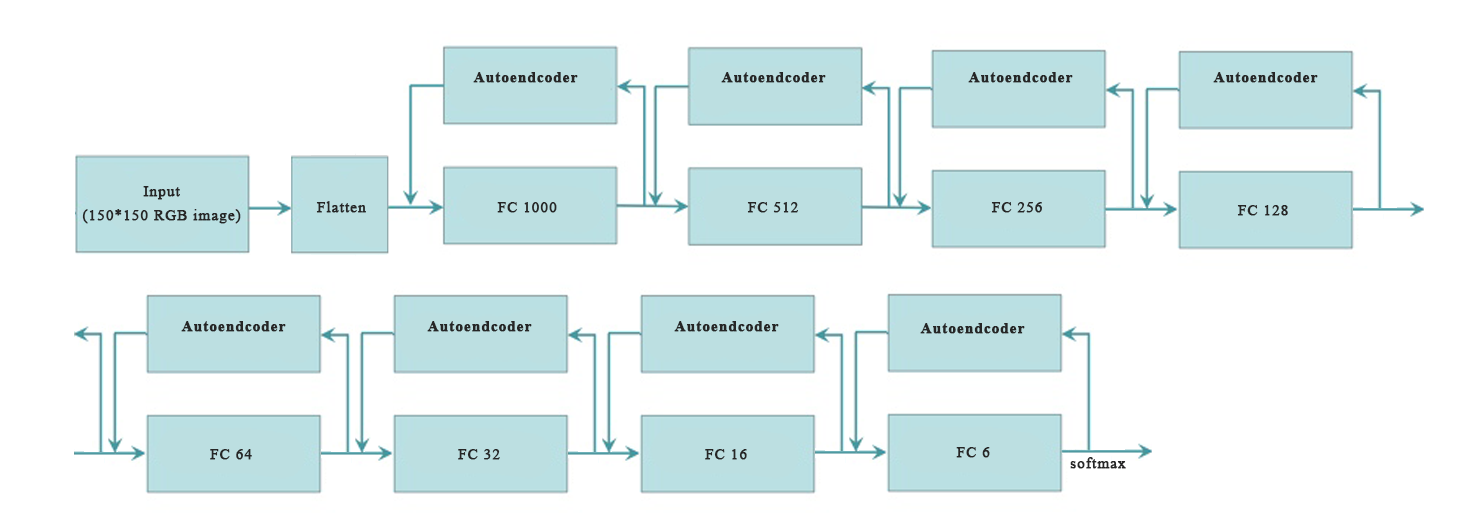 Autoendcoder
Autoendcoder
Autoendcoder
Autoendcoder
Input
(150*150 RGB image)
Flatten
FC 1000
FC 512
FC 256
FC 128
Autoendcoder
Autoendcoder
Autoendcoder
Autoendcoder
FC 64
FC 32
FC 16
FC 6
softmax